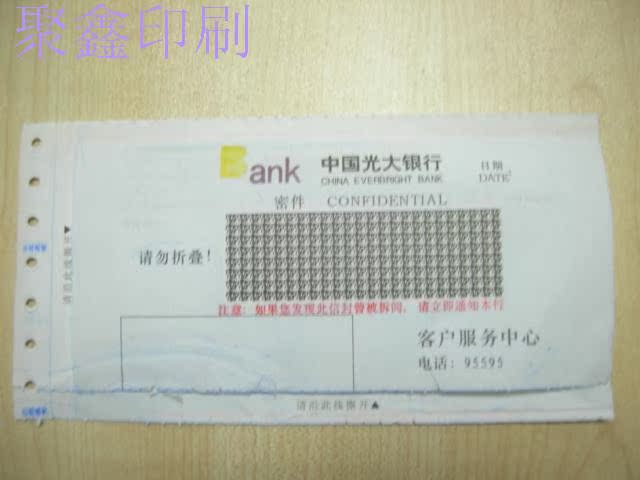 聚鑫印刷
Bank 中国光大银行 日期
CHINA EVERBRIGHT BANK DATE
密件 CONFIDENTIAL
请勿折叠!
注意: 如果您发现此信封曾被拆阅, 请立即通知本行
客户服务中心
电话: 95595
请沿此线撕开▲
请沿此线撕开▼